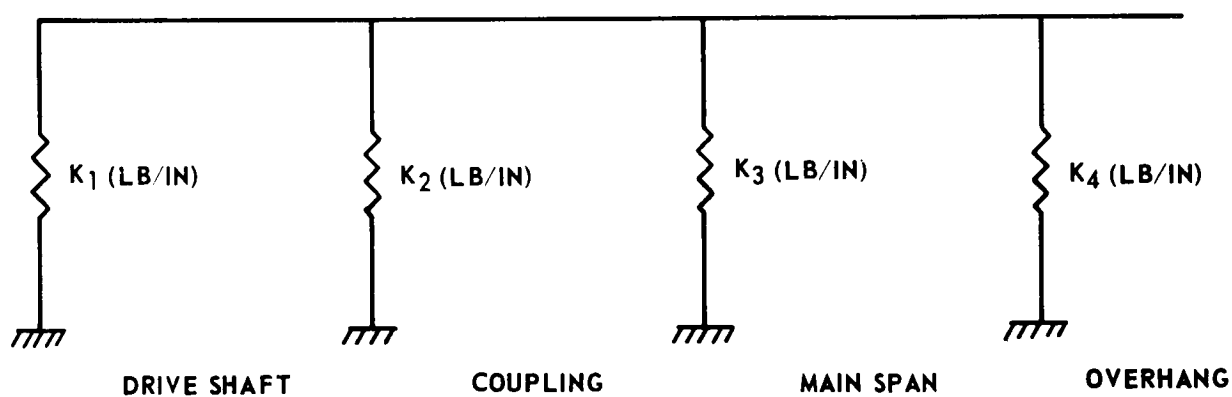 K1 (LB/IN)
K2 (LB/IN)
K3 (LB/IN)
K4 (LB/IN)
DRIVE SHAFT
COUPLING
MAIN SPAN
OVERHANG